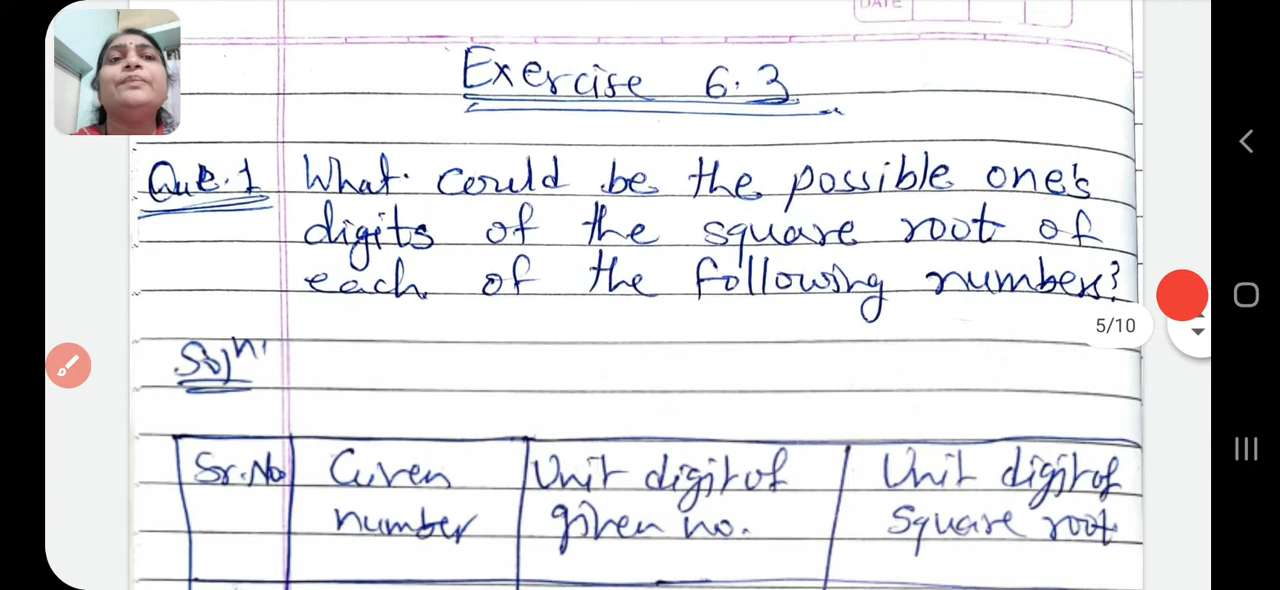 DATE
Exercise 6.3
Que.1 What could be the possible one's
digits of the square root of
each of the following numbers?
5/10
Solⁿ.
Sr.No Given Unit digit of Unit digit of
number given no. Square root